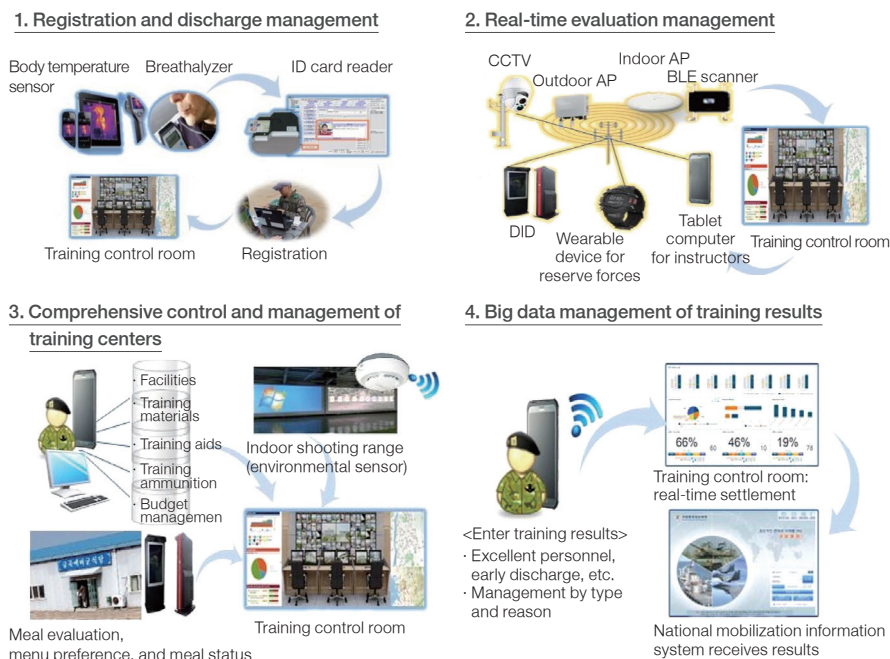 1. Registration and discharge management
Body temperature
sensor
Breathalyzer
ID card reader
Training control room
Registration
2. Real-time evaluation management
CCTV
Outdoor AP
Indoor AP
BLE scanner
DID
Wearable
device for
reserve forces
Tablet
computer
for instructors
Training control room
3. Comprehensive control and management of
training centers
· Facilities
· Training
materials
· Training aids
· Training
ammunition
· Budget
managemen
Indoor shooting range
(environmental sensor)
Meal evaluation,
menu preference, and meal status
Training control room
4. Big data management of training results
<Enter training results>
· Excellent personnel,
early discharge, etc.
· Management by type
and reason
66%
60
46%
10
19%
76
Training control room:
real-time settlement
National mobilization information
system receives results